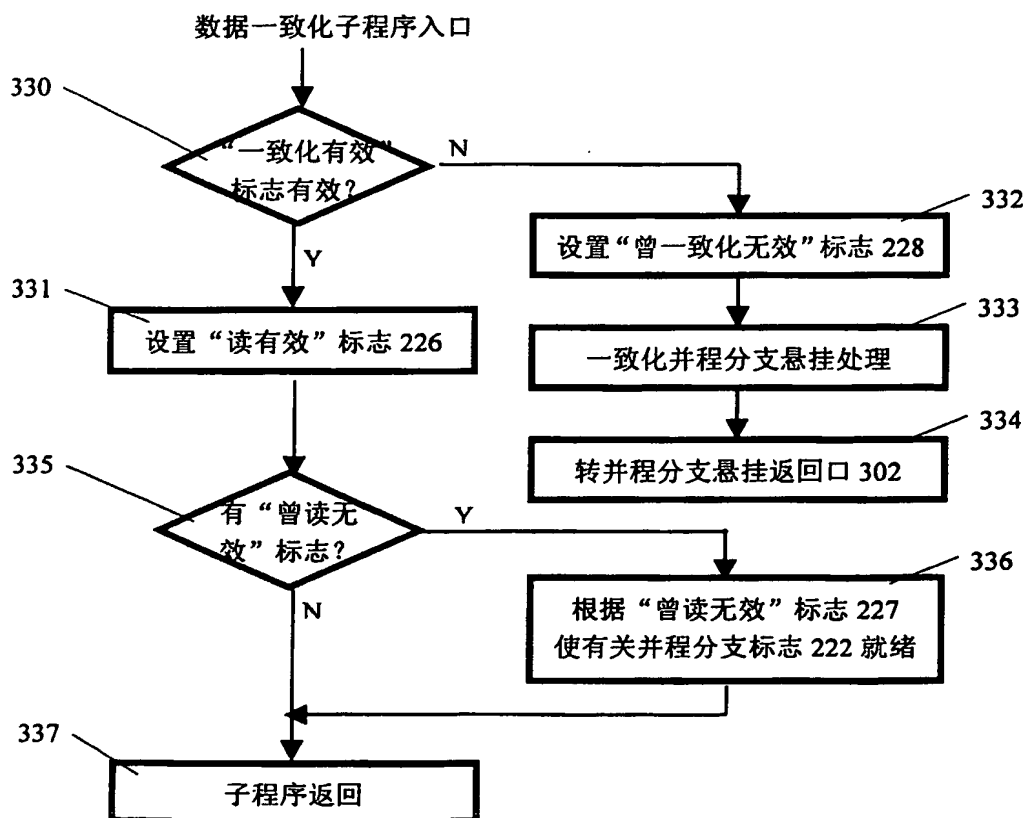 数据一致化子程序入口
330
“一致化有效”
标志有效？
N
Y
332
设置“曾一致化无效”标志 228
331
设置“读有效”标志 226
333
一致化并程分支悬挂处理
334
转并程分支悬挂返回口 302
335
有“曾读无
效”标志？
Y
N
336
根据“曾读无效”标志 227
使有关并程分支标志 222 就绪
337
子程序返回